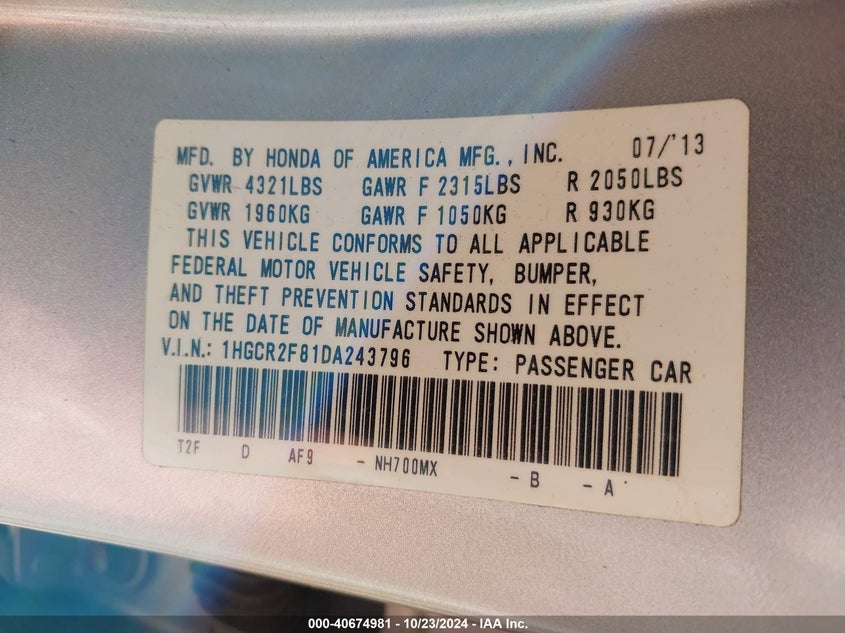 MFD. BY HONDA OF AMERICA MFG., INC. 07/'13
GVWR 4321LBS GAWR F 2315LBS R 2050LBS
GVWR 1960KG GAWR F 1050KG R 930KG
THIS VEHICLE CONFORMS TO ALL APPLICABLE
FEDERAL MOTOR VEHICLE SAFETY, BUMPER,
AND THEFT PREVENTION STANDARDS IN EFFECT
ON THE DATE OF MANUFACTURE SHOWN ABOVE.
V.I.N.: 1HGCR2F81DA243796 TYPE: PASSENGER CAR
T2F D AF9 - NH700MX - B - A
000-40674981 - 10/23/2024 - IAA Inc.